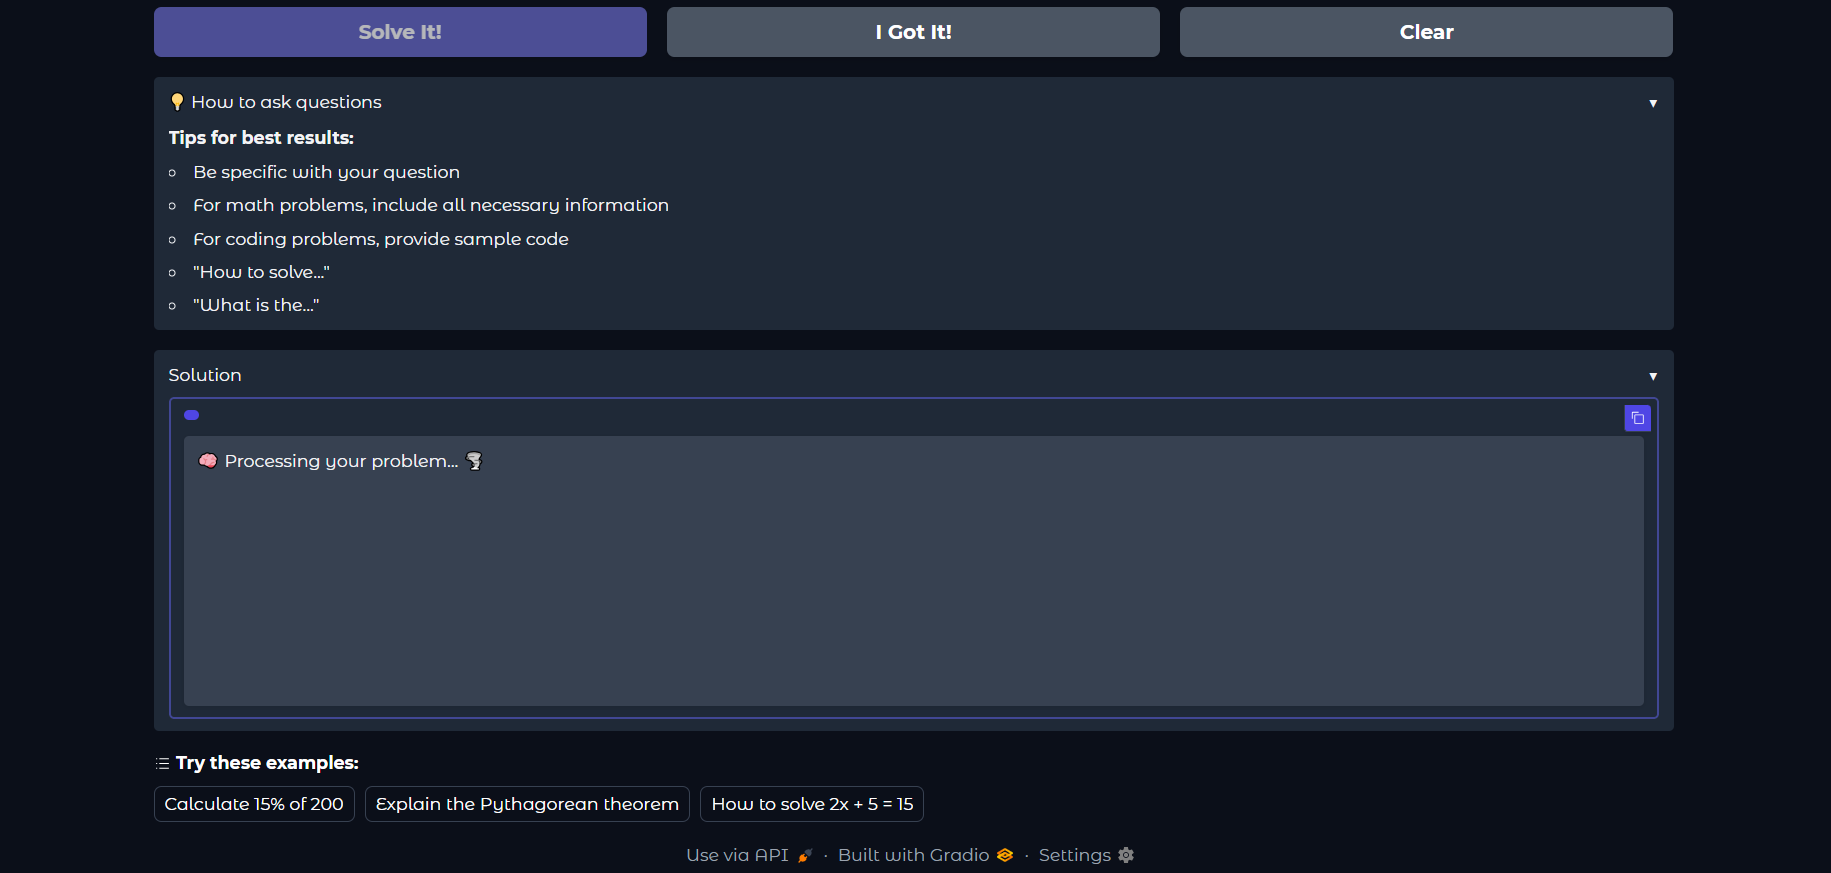 Solve It!
I Got It!
Clear
How to ask questions
Tips for best results:
Be specific with your question
For math problems, include all necessary information
For coding problems, provide sample code
"How to solve..."
"What is the..."
Solution
Processing your problem...
Try these examples:
Calculate 15% of 200
Explain the Pythagorean theorem
How to solve 2x + 5 = 15
Use via API · Built with Gradio · Settings